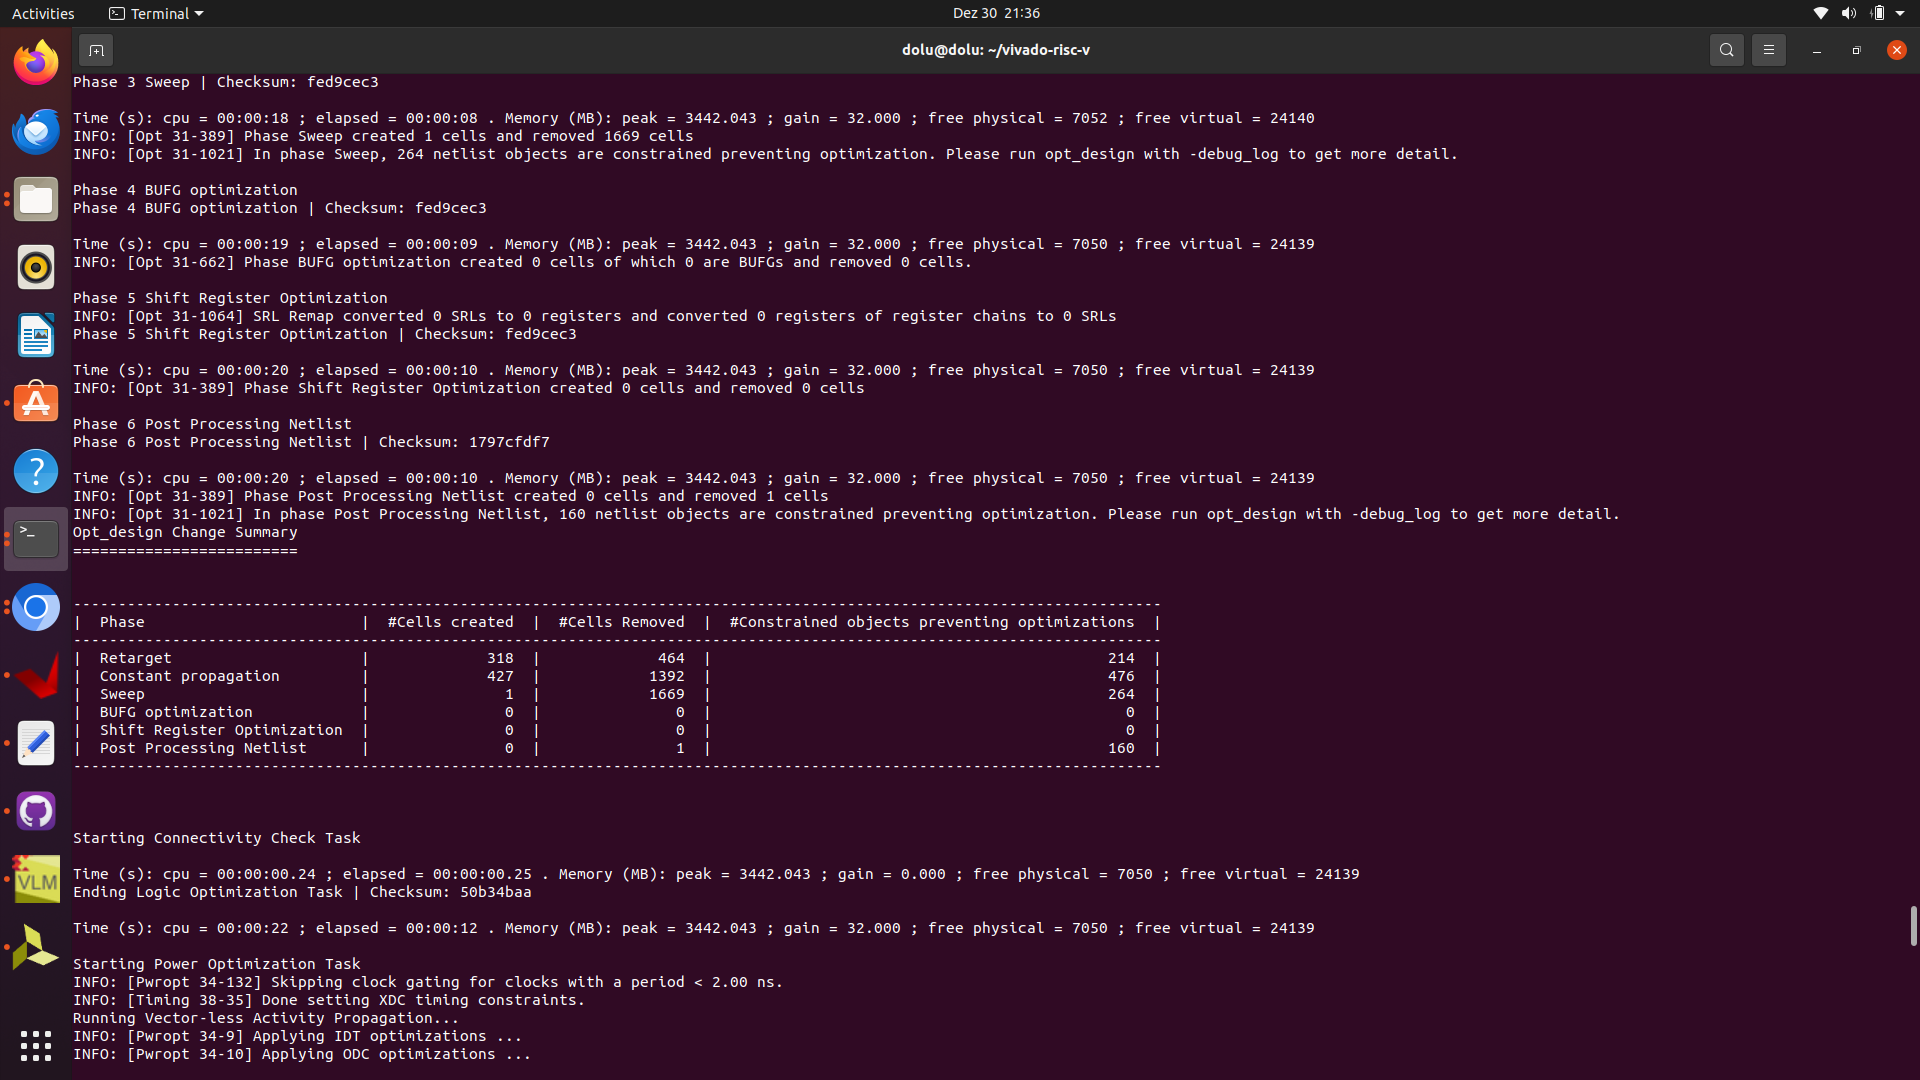 Activities
Terminal
Dez 30 21:36
dolu@dolu: ~/vivado-risc-v
Phase 3 Sweep | Checksum: fed9cec3
Time (s): cpu = 00:00:18 ; elapsed = 00:00:08 . Memory (MB): peak = 3442.043 ; gain = 32.000 ; free physical = 7052 ; free virtual = 24140
INFO: [Opt 31-389] Phase Sweep created 1 cells and removed 1669 cells
INFO: [Opt 31-1021] In phase Sweep, 264 netlist objects are constrained preventing optimization. Please run opt_design with -debug_log to get more detail.
Phase 4 BUFG optimization
Phase 4 BUFG optimization | Checksum: fed9cec3
Time (s): cpu = 00:00:19 ; elapsed = 00:00:09 . Memory (MB): peak = 3442.043 ; gain = 32.000 ; free physical = 7050 ; free virtual = 24139
INFO: [Opt 31-662] Phase BUFG optimization created 0 cells of which 0 are BUFGs and removed 0 cells.
Phase 5 Shift Register Optimization
INFO: [Opt 31-1064] SRL Remap converted 0 SRLs to 0 registers and converted 0 registers of register chains to 0 SRLs
Phase 5 Shift Register Optimization | Checksum: fed9cec3
Time (s): cpu = 00:00:20 ; elapsed = 00:00:10 . Memory (MB): peak = 3442.043 ; gain = 32.000 ; free physical = 7050 ; free virtual = 24139
INFO: [Opt 31-389] Phase Shift Register Optimization created 0 cells and removed 0 cells
Phase 6 Post Processing Netlist
Phase 6 Post Processing Netlist | Checksum: 1797cfdf7
Time (s): cpu = 00:00:20 ; elapsed = 00:00:10 . Memory (MB): peak = 3442.043 ; gain = 32.000 ; free physical = 7050 ; free virtual = 24139
INFO: [Opt 31-389] Phase Post Processing Netlist created 0 cells and removed 1 cells
INFO: [Opt 31-1021] In phase Post Processing Netlist, 160 netlist objects are constrained preventing optimization. Please run opt_design with -debug_log to get more detail.
Opt_design Change Summary
=========================
-------------------------------------------------------------------------------------------------------------------------
|  Phase                        |  #Cells created  |  #Cells Removed  |  #Constrained objects preventing optimizations  |
-------------------------------------------------------------------------------------------------------------------------
|  Retarget                     |             318  |             464  |                                            214  |
|  Constant propagation         |             427  |            1392  |                                            476  |
|  Sweep                        |               1  |            1669  |                                            264  |
|  BUFG optimization            |               0  |               0  |                                              0  |
|  Shift Register Optimization  |               0  |               0  |                                              0  |
|  Post Processing Netlist      |               0  |               1  |                                            160  |
-------------------------------------------------------------------------------------------------------------------------
Starting Connectivity Check Task
Time (s): cpu = 00:00:00.24 ; elapsed = 00:00:00.25 . Memory (MB): peak = 3442.043 ; gain = 0.000 ; free physical = 7050 ; free virtual = 24139
Ending Logic Optimization Task | Checksum: 50b34baa
Time (s): cpu = 00:00:22 ; elapsed = 00:00:12 . Memory (MB): peak = 3442.043 ; gain = 32.000 ; free physical = 7050 ; free virtual = 24139
Starting Power Optimization Task
INFO: [Pwropt 34-132] Skipping clock gating for clocks with a period < 2.00 ns.
INFO: [Timing 38-35] Done setting XDC timing constraints.
Running Vector-less Activity Propagation...
INFO: [Pwropt 34-9] Applying IDT optimizations ...
INFO: [Pwropt 34-10] Applying ODC optimizations ...
VLM